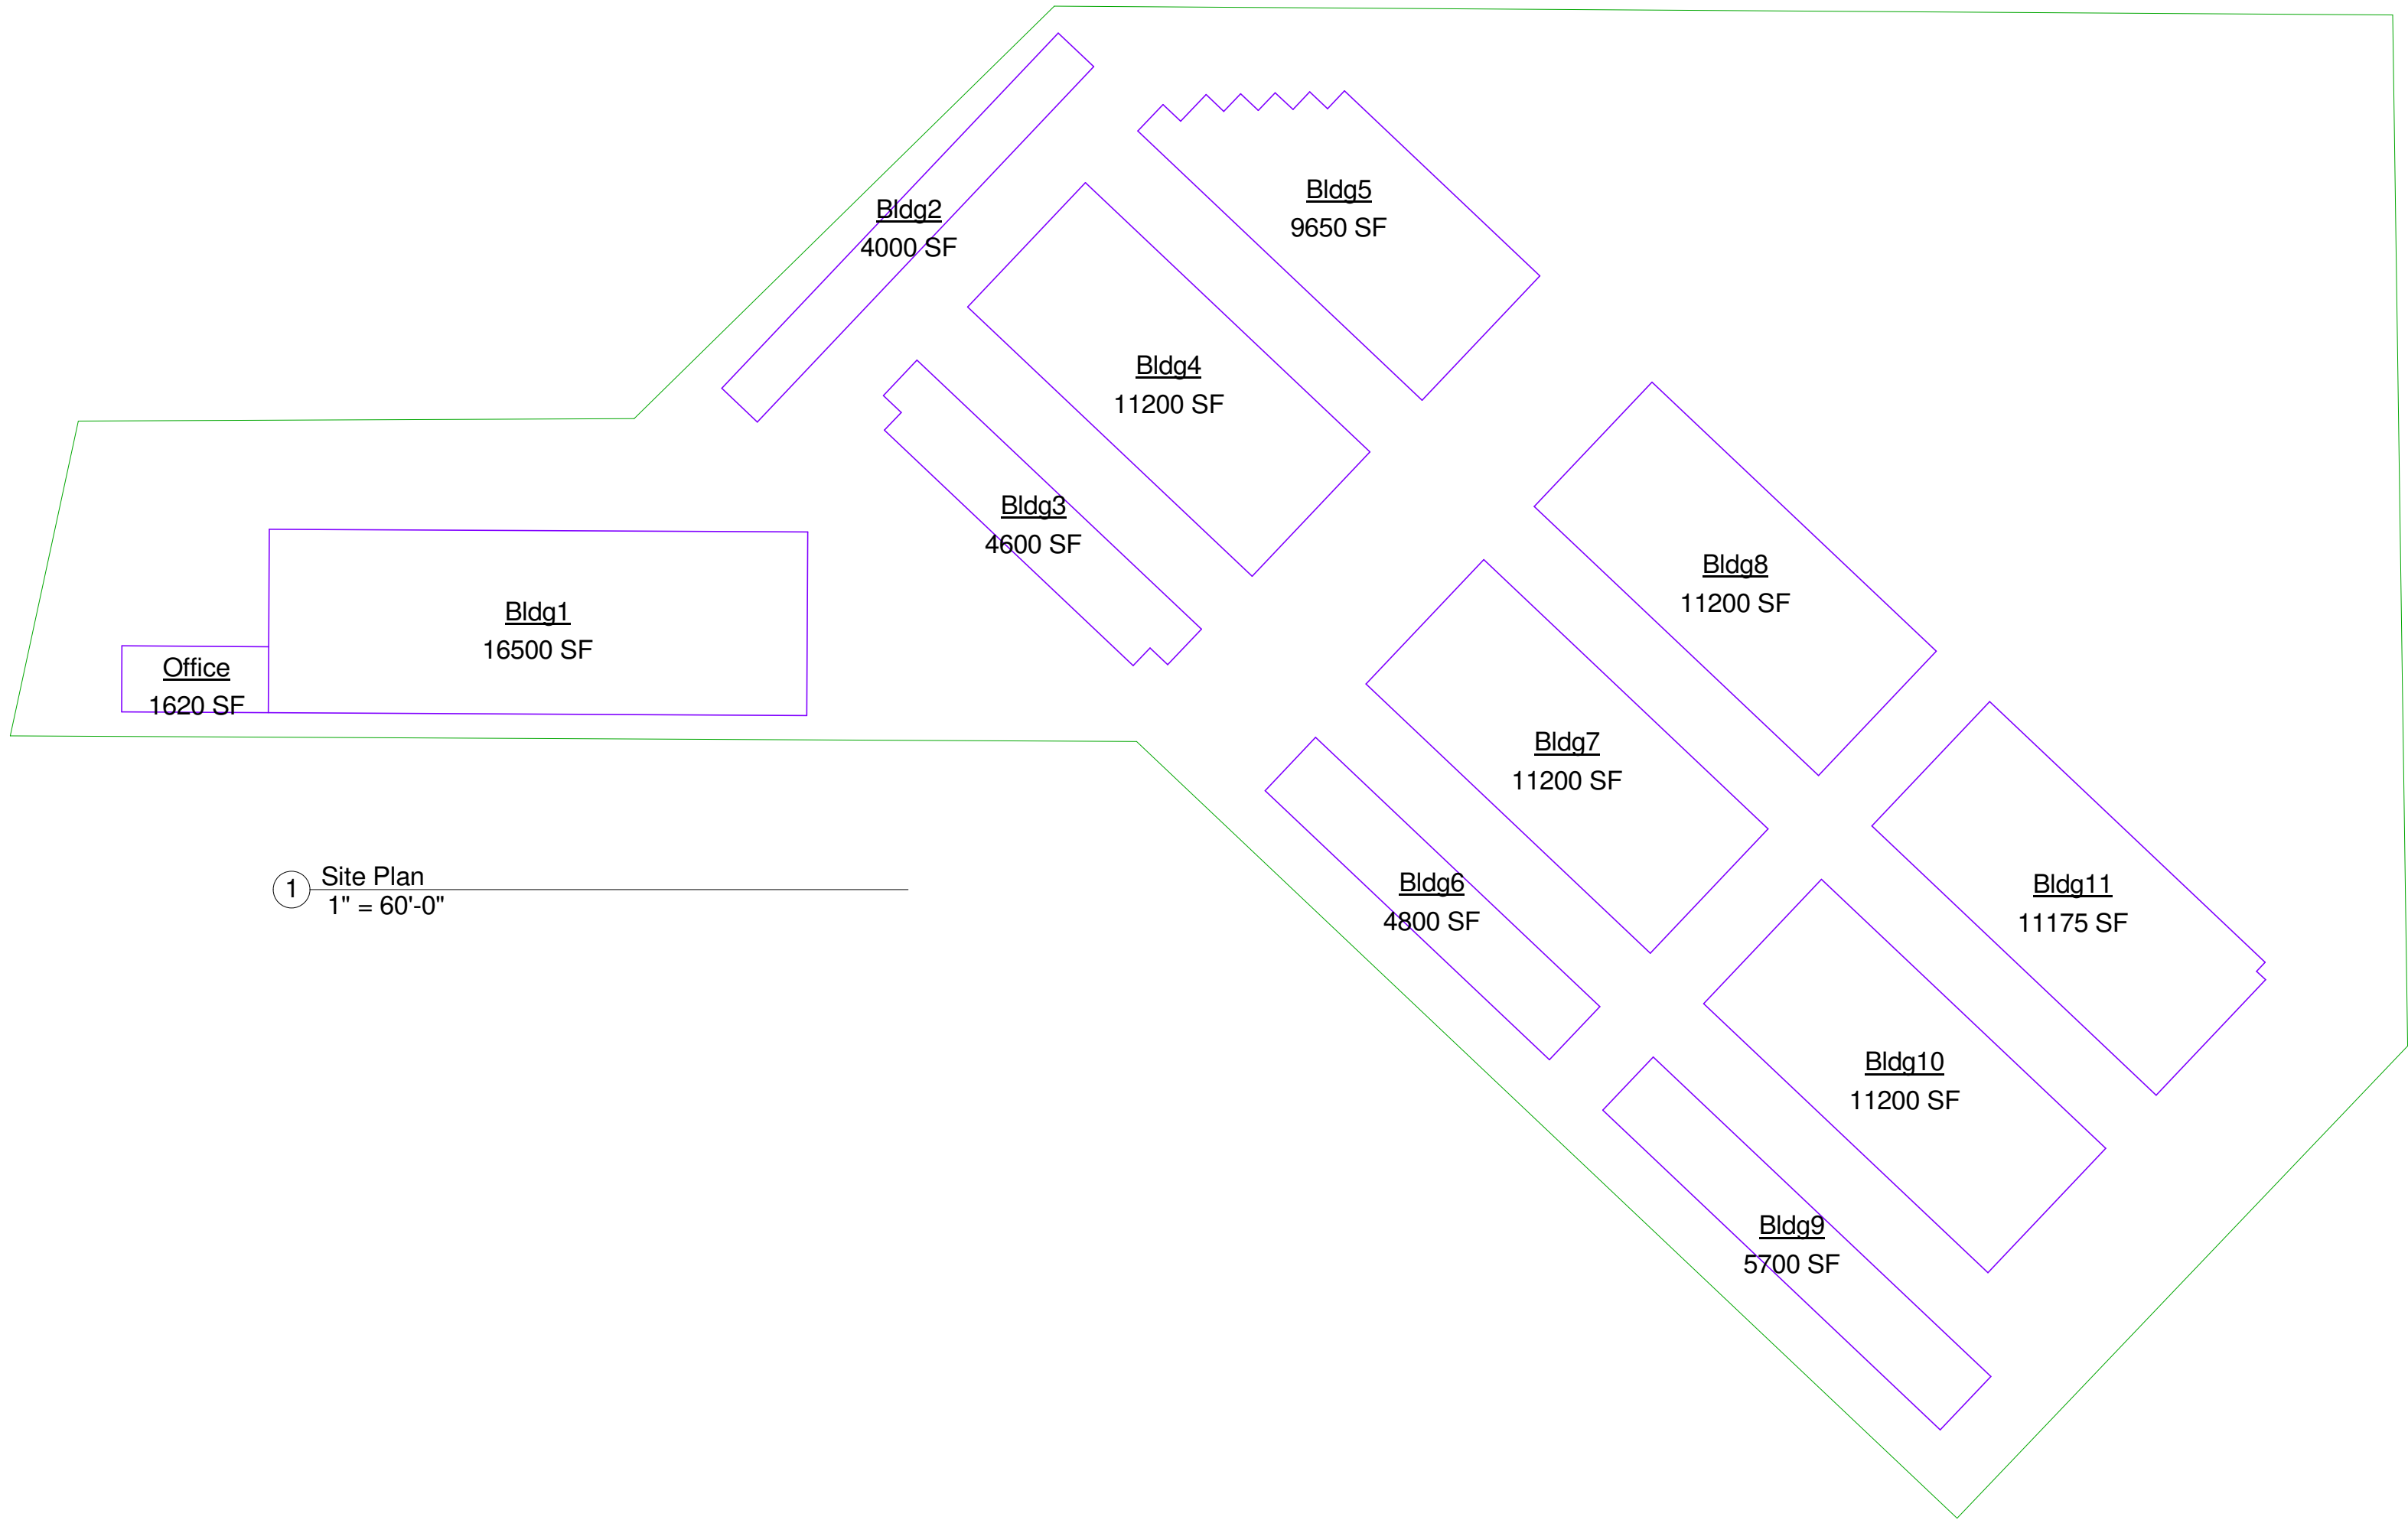 Bldg5
9650 SF
Bldg2
4000 SF
Bldg4
11200 SF
Bldg3
4600 SF
Bldg8
11200 SF
Bldg1
16500 SF
Office
1620 SF
Bldg7
11200 SF
Bldg6
4800 SF
Bldg11
11175 SF
1
Site Plan
1" = 60'-0"
Bldg10
11200 SF
Bldg9
5700 SF